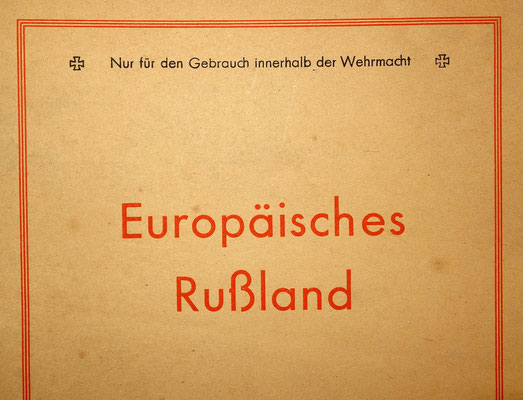 Nur für den Gebrauch innerhalb der Wehrmacht
Europäisches
Rußland